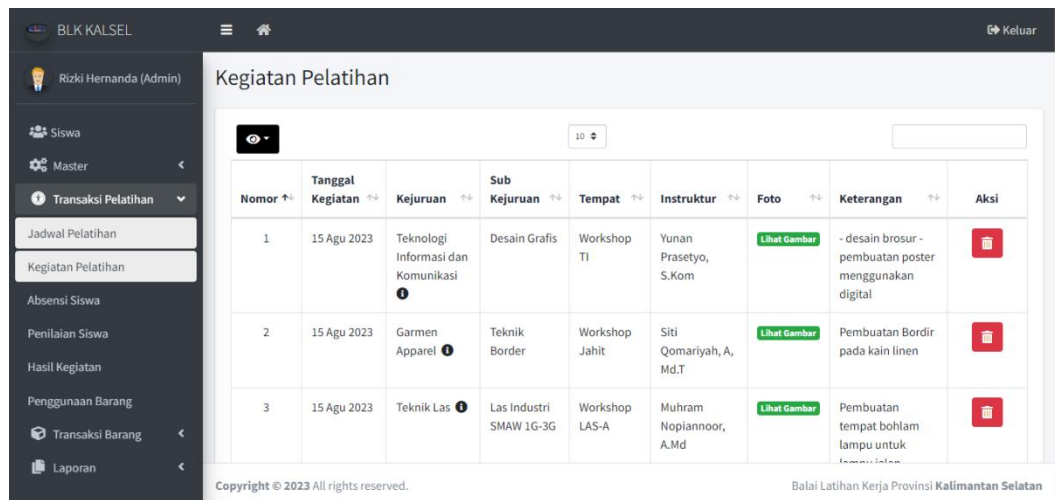 BLK KALSEL
Keluar
Rizki Hernanda (Admin)
Siswa
Master
Transaksi Pelatihan
Jadwal Pelatihan
Kegiatan Pelatihan
Absensi Siswa
Penilaian Siswa
Hasil Kegiatan
Penggunaan Barang
Transaksi Barang
Laporan
Kegiatan Pelatihan
10
Nomor Tanggal Kegiatan Kejuruan Sub Kejuruan Tempat Instruktur Foto Keterangan Aksi
1 15 Agu 2023 Teknologi Desain Grafis Workshop Yunan Lihat Gambar - desain brosur -
Informasi dan TI Prasetyo, pembuatan poster
Komunikasi S.Kom menggunakan
digital
2 15 Agu 2023 Garmen Teknik Workshop Siti Lihat Gambar Pembuatan Bordir
Apparel Border Jahit Qomariyah, A, pada kain linen
Md.T
3 15 Agu 2023 Teknik Las Las Industri Workshop Muhram Lihat Gambar Pembuatan
SMAW 1G-3G LAS-A Nopiannoor, tempat bohlam
A.Md lampu untuk
lampu jalan
Copyright © 2023 All rights reserved.
Balai Latihan Kerja Provinsi Kalimantan Selatan